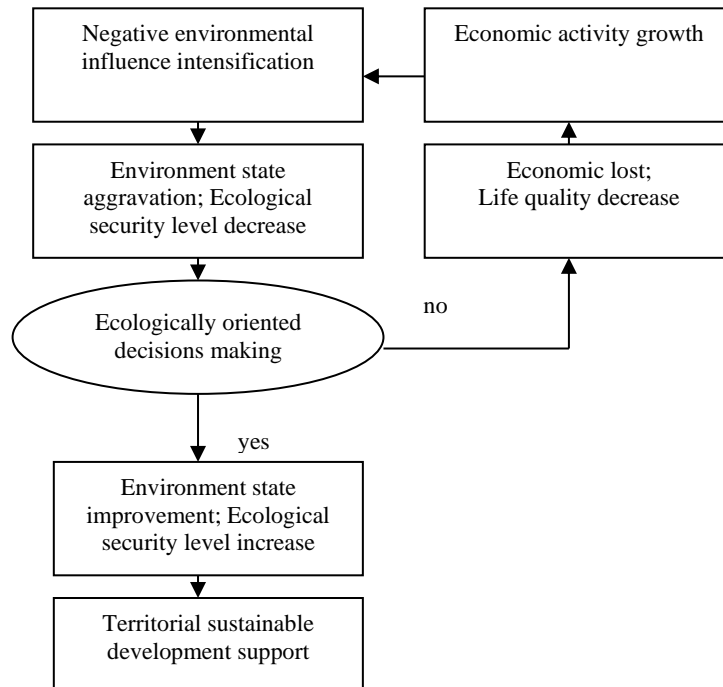 Negative environmental
influence intensification
Economic activity growth
Environment state
aggravation; Ecological
security level decrease
Economic lost;
Life quality decrease
Ecologically oriented
decisions making
no
yes
Environment state
improvement; Ecological
security level increase
Territorial sustainable
development support